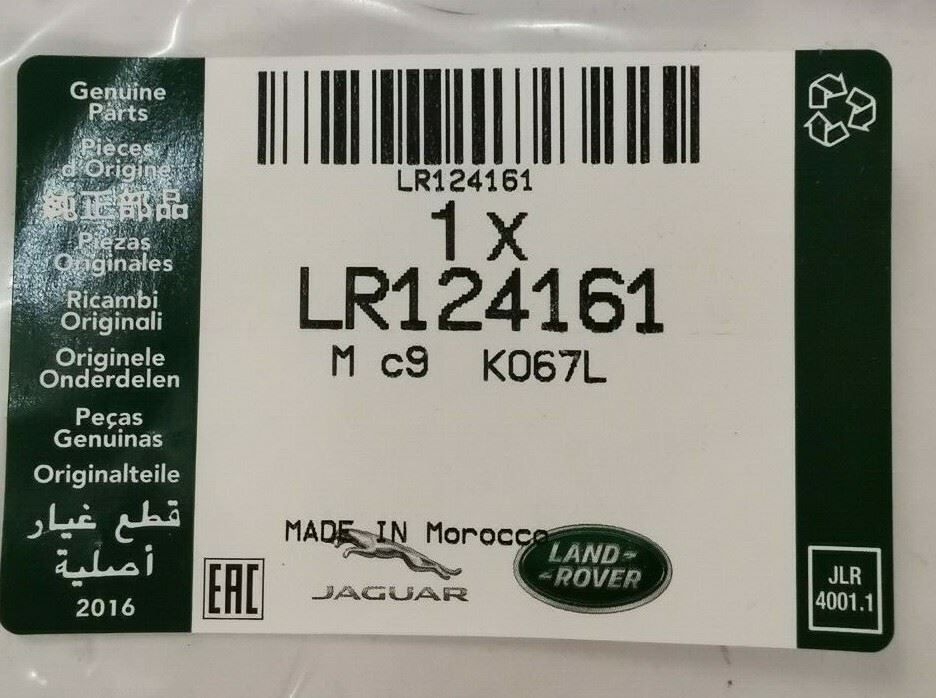 Genuine
Parts
Pièces
d'Origine
純正部品
Piezas
Originales
Ricambi
Originali
Originele
Onderdelen
Peças
Genuinas
Originalteile
قطع غيار
أصلية
2016
LR124161
1 x
LR124161
M c9 K067L
MADE IN Morocco
EAC
JAGUAR
LAND-
-ROVER
JLR
4001.1